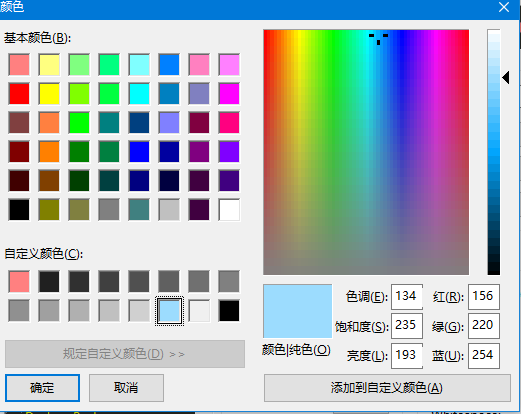 颜色
基本颜色(B):
自定义颜色(C):
规定自定义颜色(D) >>
确定
取消
颜色|纯色(O)
色调(E): 134
红(R): 156
饱和度(S): 235
绿(G): 220
亮度(L): 193
蓝(U): 254
添加到自定义颜色(A)